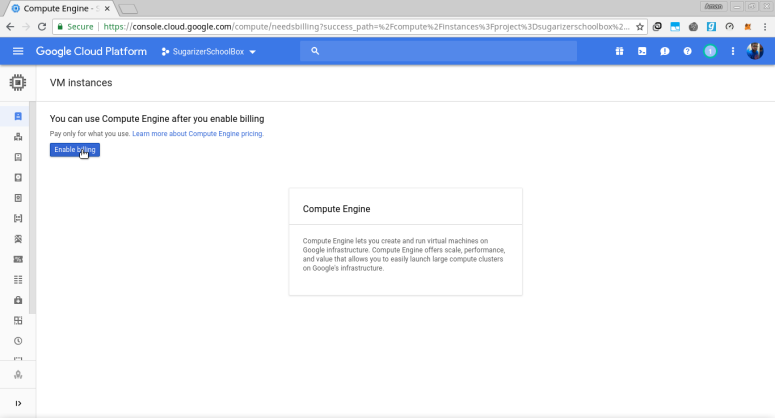 Compute Engine - S
Aman
Secure https://console.cloud.google.com/compute/needsbilling?success_path=%2Fcompute%2Finstances%3Fproject%3Dsugarizerschoolbox%2...
Google Cloud Platform SugarizerSchoolBox
VM instances
You can use Compute Engine after you enable billing
Pay only for what you use. Learn more about Compute Engine pricing.
Enable billing
Compute Engine
Compute Engine lets you create and run virtual machines on
Google infrastructure. Compute Engine offers scale, performance,
and value that allows you to easily launch large compute clusters
on Google's infrastructure.